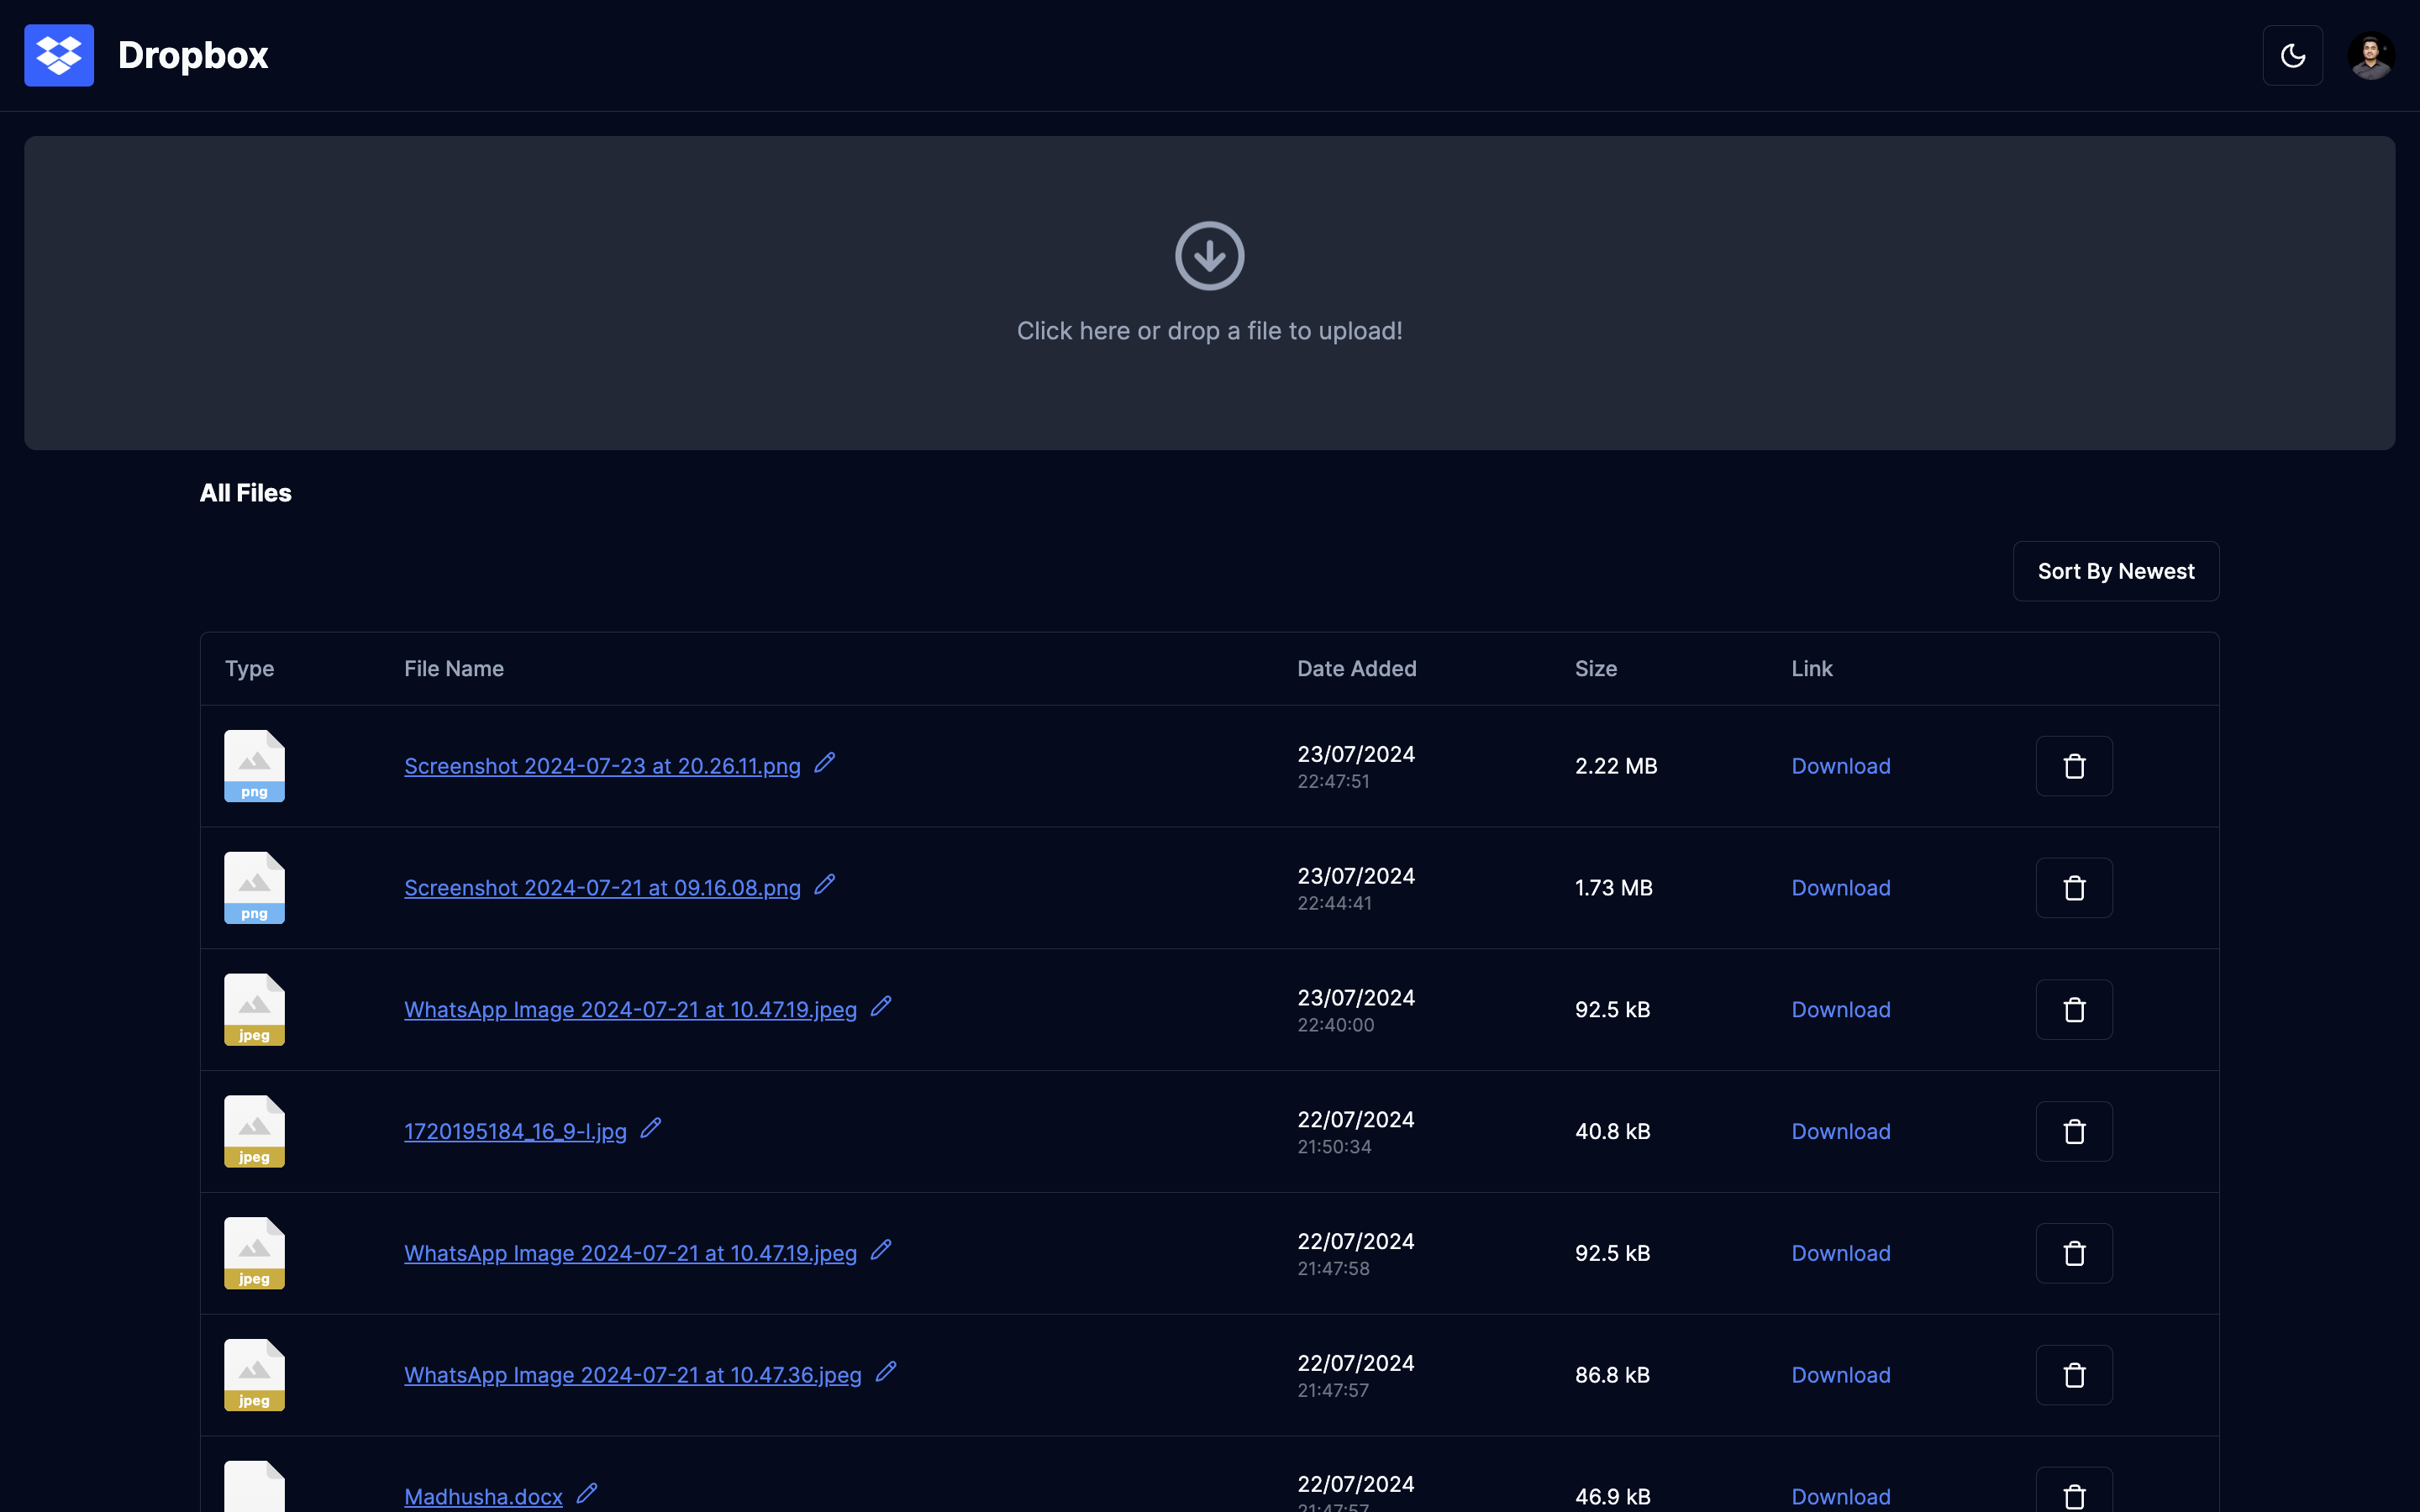 Dropbox
Click here or drop a file to upload!
All Files
Sort By Newest
Type File Name Date Added Size Link
png Screenshot 2024-07-23 at 20.26.11.png 23/07/2024 2.22 MB Download
22:47:51
png Screenshot 2024-07-21 at 09.16.08.png 23/07/2024 1.73 MB Download
22:44:41
jpeg WhatsApp Image 2024-07-21 at 10.47.19.jpeg 23/07/2024 92.5 kB Download
22:40:00
jpeg 1720195184_16_9-l.jpg 22/07/2024 40.8 kB Download
21:50:34
jpeg WhatsApp Image 2024-07-21 at 10.47.19.jpeg 22/07/2024 92.5 kB Download
21:47:58
jpeg WhatsApp Image 2024-07-21 at 10.47.36.jpeg 22/07/2024 86.8 kB Download
21:47:57
Madhusha.docx 22/07/2024 46.9 kB Download
21:47:57